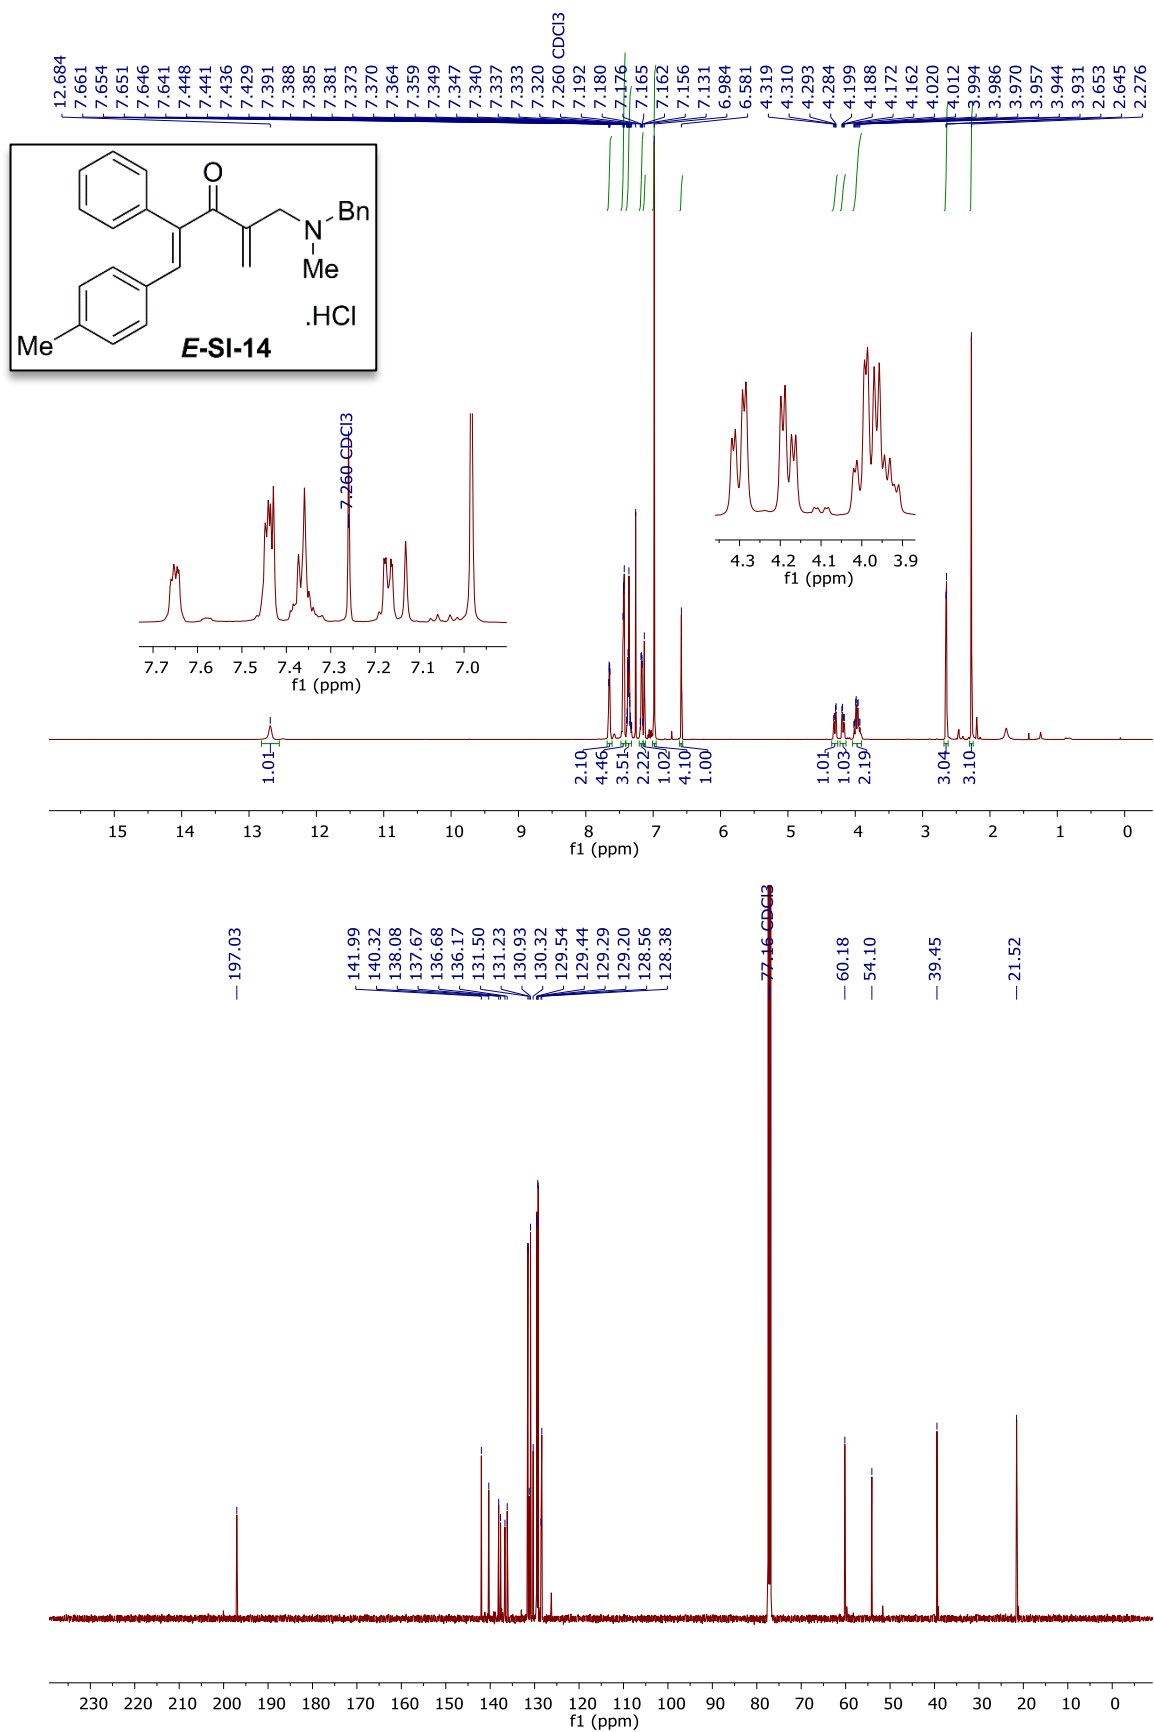 12.684 7.661 7.654 7.651 7.646 7.641 7.448 7.441 7.436 7.429 7.391 7.388 7.385 7.381 7.373 7.370 7.364 7.359 7.349 7.347 7.340 7.337 7.333 7.320 7.260 CDCl3 7.192 7.180 7.176 7.165 7.162 7.156 7.131 6.984 6.581 4.319 4.310 4.293 4.284 4.199 4.188 4.172 4.162 4.020 4.012 3.994 3.986 3.970 3.957 3.944 3.931 2.653 2.645 2.276
O
N Bn
Me
.HCl
Me
E-SI-14
7.260 CDCl3
7.7 7.6 7.5 7.4 7.3 7.2 7.1 7.0
f1 (ppm)
4.3 4.2 4.1 4.0 3.9
f1 (ppm)
1.01 2.10 4.46 3.51 2.22 1.02 4.10 1.00 1.01 1.03 2.19 3.04 3.10
15 14 13 12 11 10 9 8 7 6 5 4 3 2 1 0
f1 (ppm)
197.03 141.99 140.32 138.08 137.67 136.68 136.17 131.50 131.23 130.93 130.32 129.54 129.44 129.29 129.20 128.56 128.38 77.16 CDCl3 60.18 54.10 39.45 21.52
230 220 210 200 190 180 170 160 150 140 130 120 110 100 90 80 70 60 50 40 30 20 10 0
f1 (ppm)